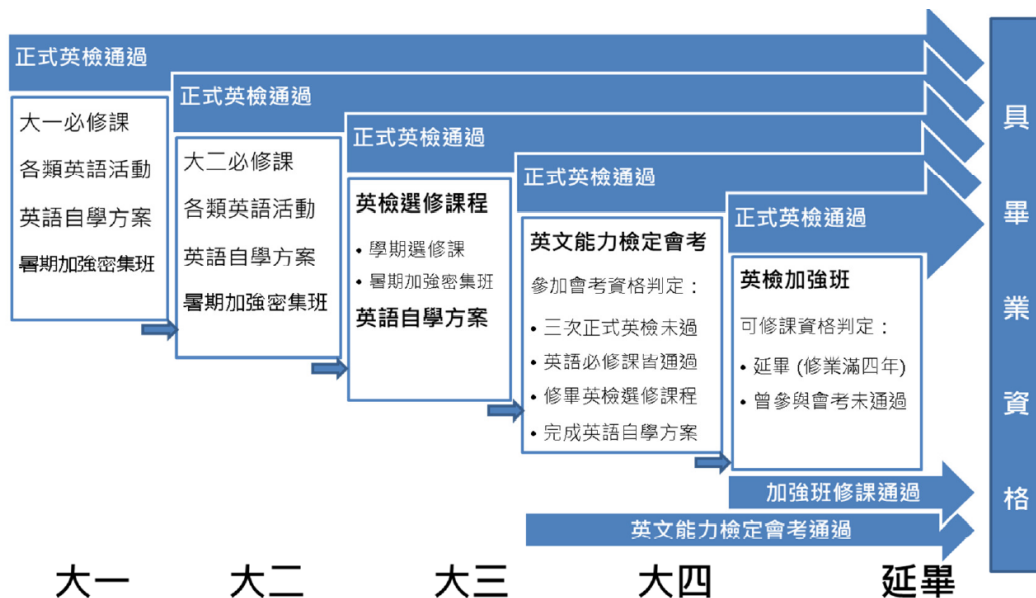 正式英檢通過
大一必修課
各類英語活動
英語自學方案
暑期加強密集班
正式英檢通過
大二必修課
各類英語活動
英語自學方案
暑期加強密集班
正式英檢通過
英檢選修課程
• 學期選修課
• 暑期加強密集班
英語自學方案
正式英檢通過
英文能力檢定會考
參加會考資格判定：
• 三次正式英檢未過
• 英語必修課皆通過
• 修畢英檢選修課程
• 完成英語自學方案
正式英檢通過
英檢加強班
可修課資格判定：
• 延畢 (修業滿四年)
• 曾參與會考未通過
加強班修課通過
英文能力檢定會考通過
具畢業資格
大一
大二
大三
大四
延畢